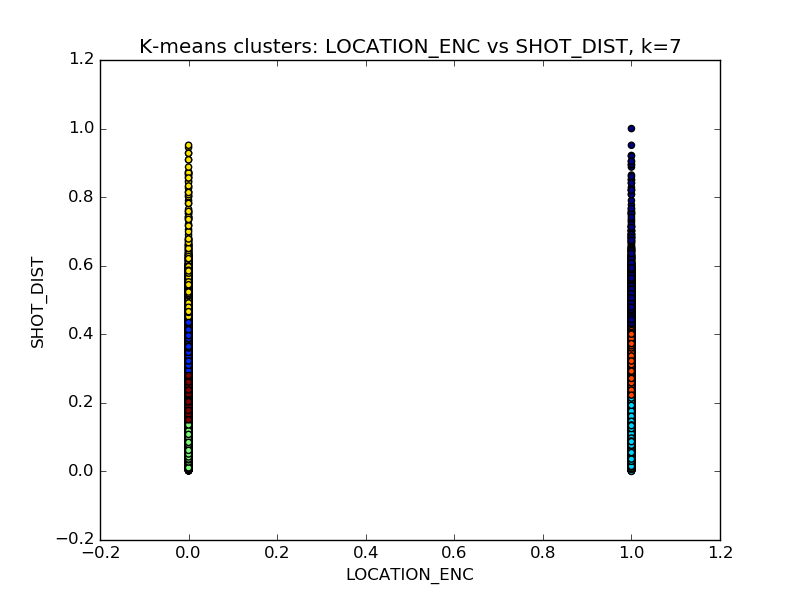 K-means clusters: LOCATION_ENC vs SHOT_DIST, k=7
1.2
1.0
0.8
0.6
0.4
0.2
0.0
−0.2
SHOT_DIST
−0.2 0.0 0.2 0.4 0.6 0.8 1.0 1.2
LOCATION_ENC